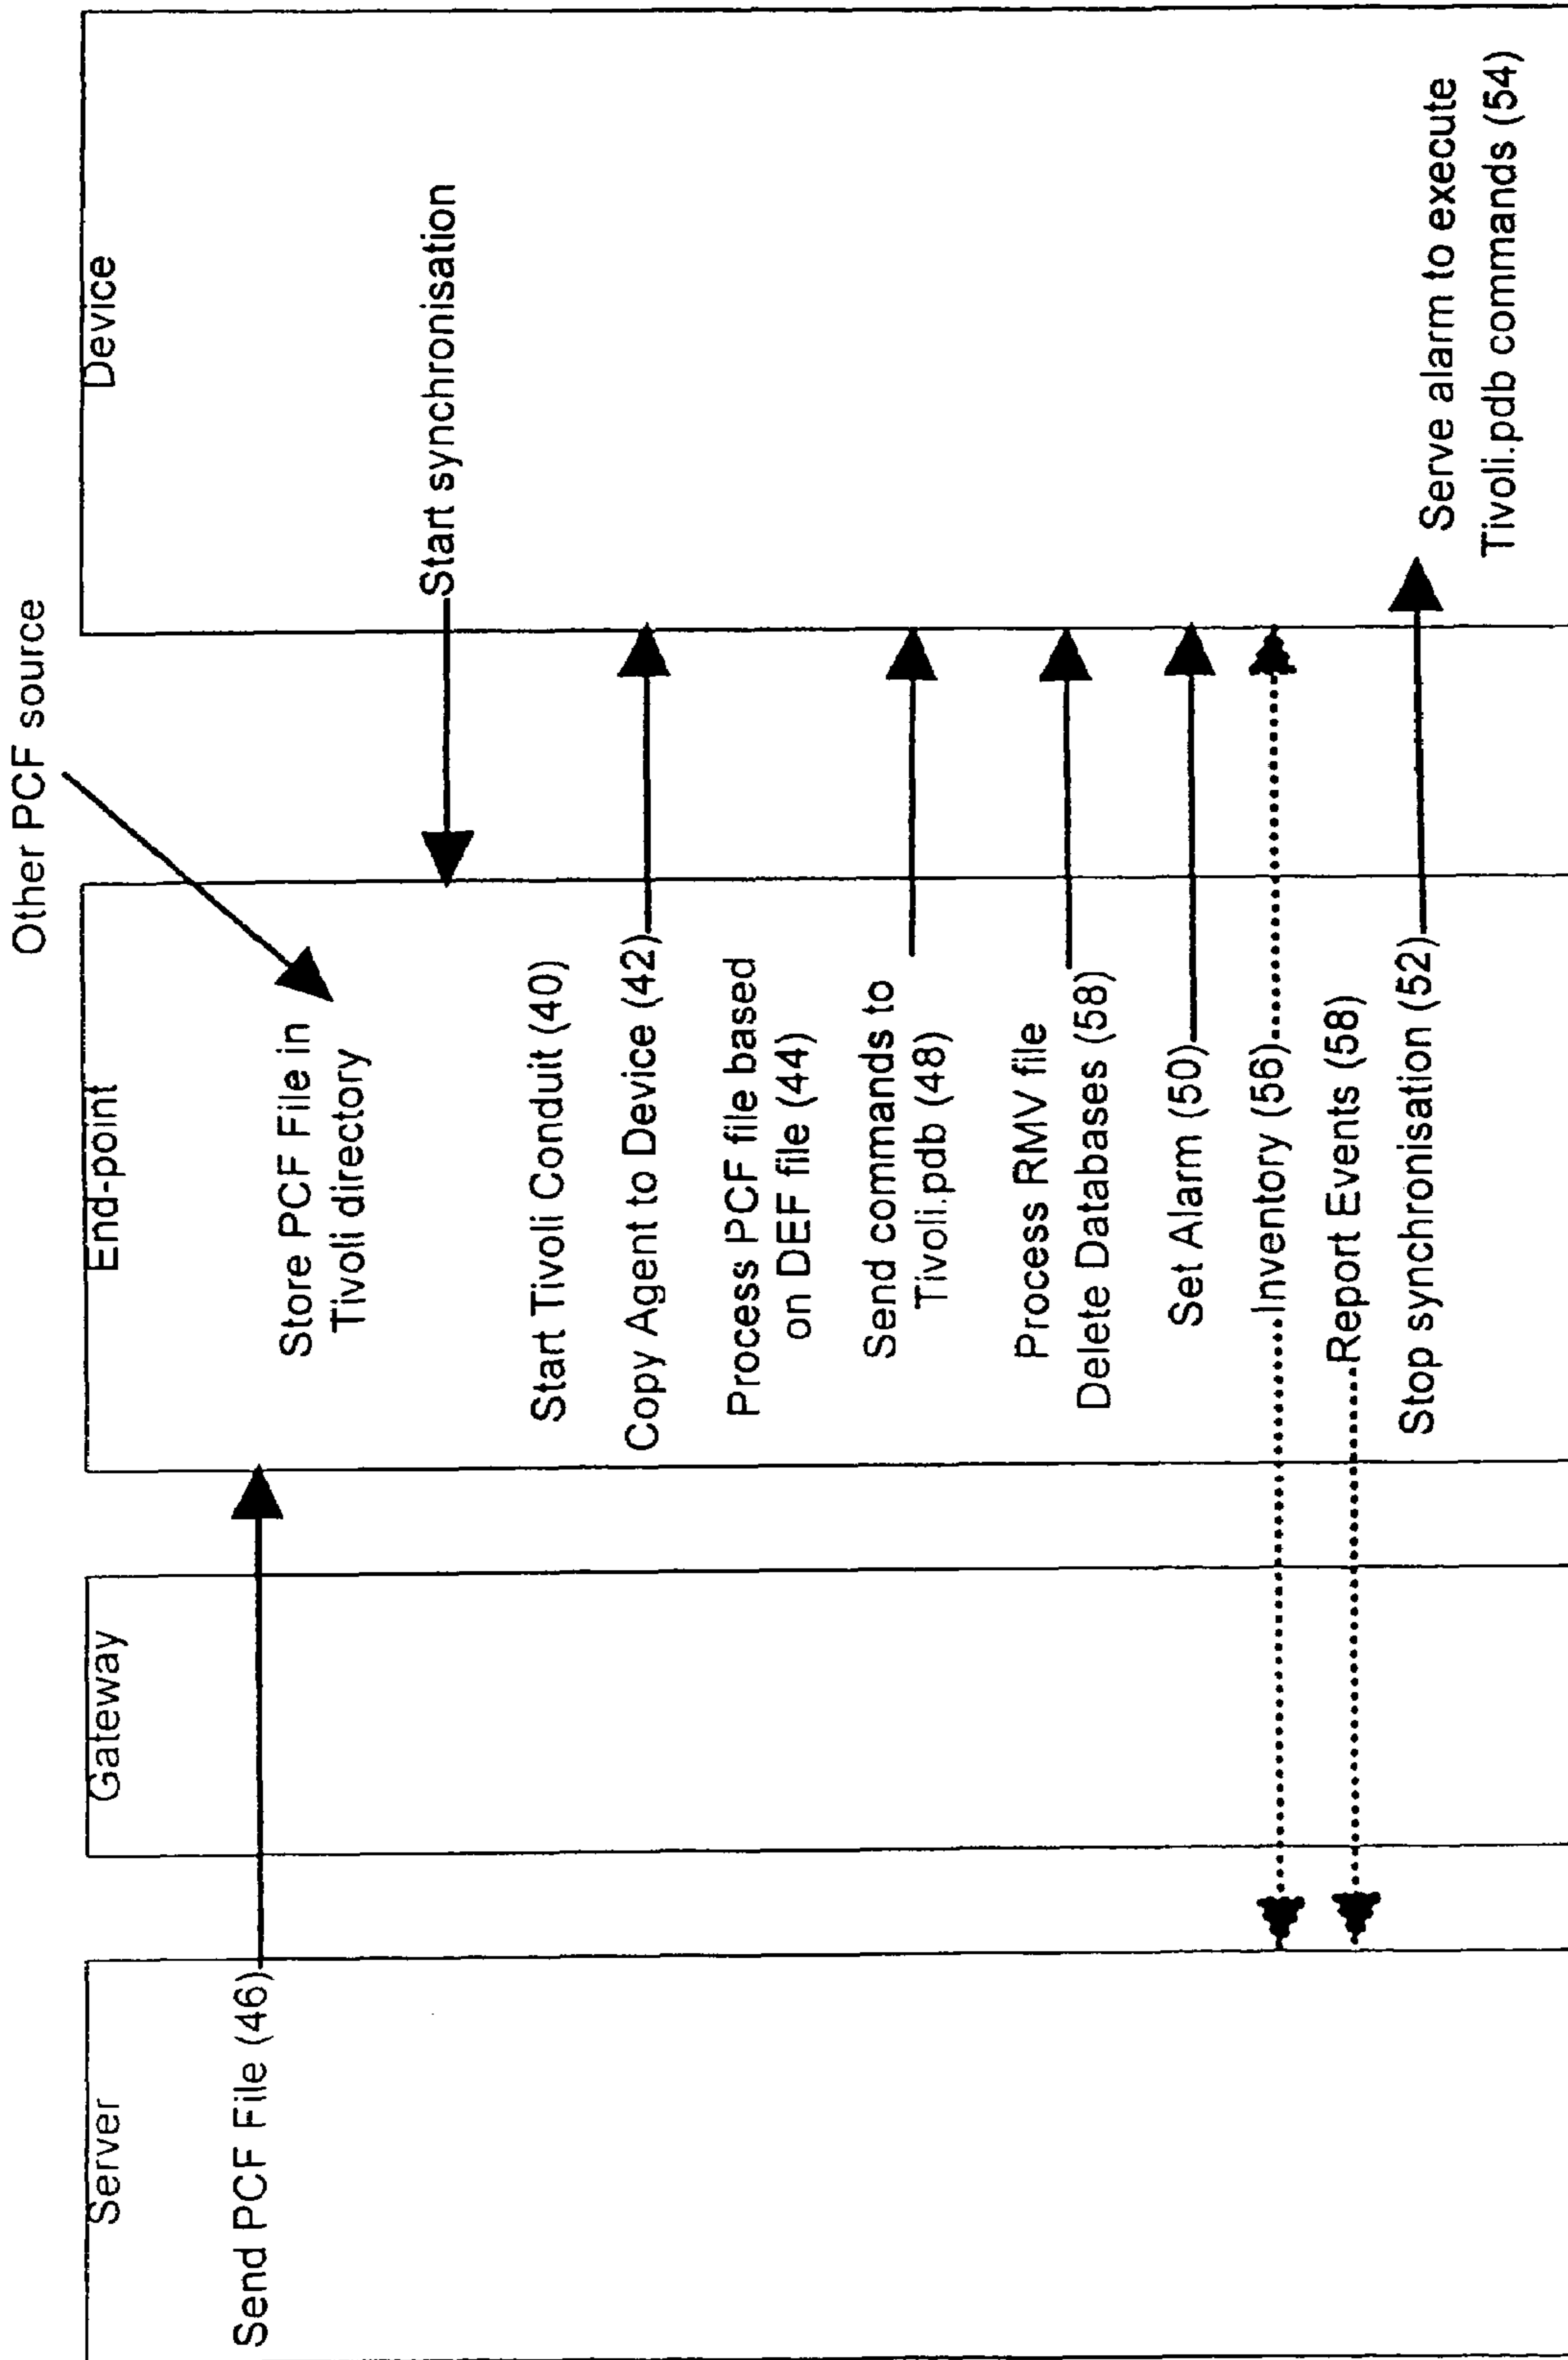 Other PCF source
Server
Gateway
End-point
Device
Send PCF File (46)
Store PCF File in
Tivoli directory
Start synchronisation
Start Tivoli Conduit (40)
Copy Agent to Device (42)
Process PCF file based
on DEF file (44)
Send commands to
Tivoli.pdb (48)
Process RMV file
Delete Databases (58)
Set Alarm (50)
Inventory (56)
Report Events (58)
Stop synchronisation (52)
Serve alarm to execute
Tivoli.pdb commands (54)